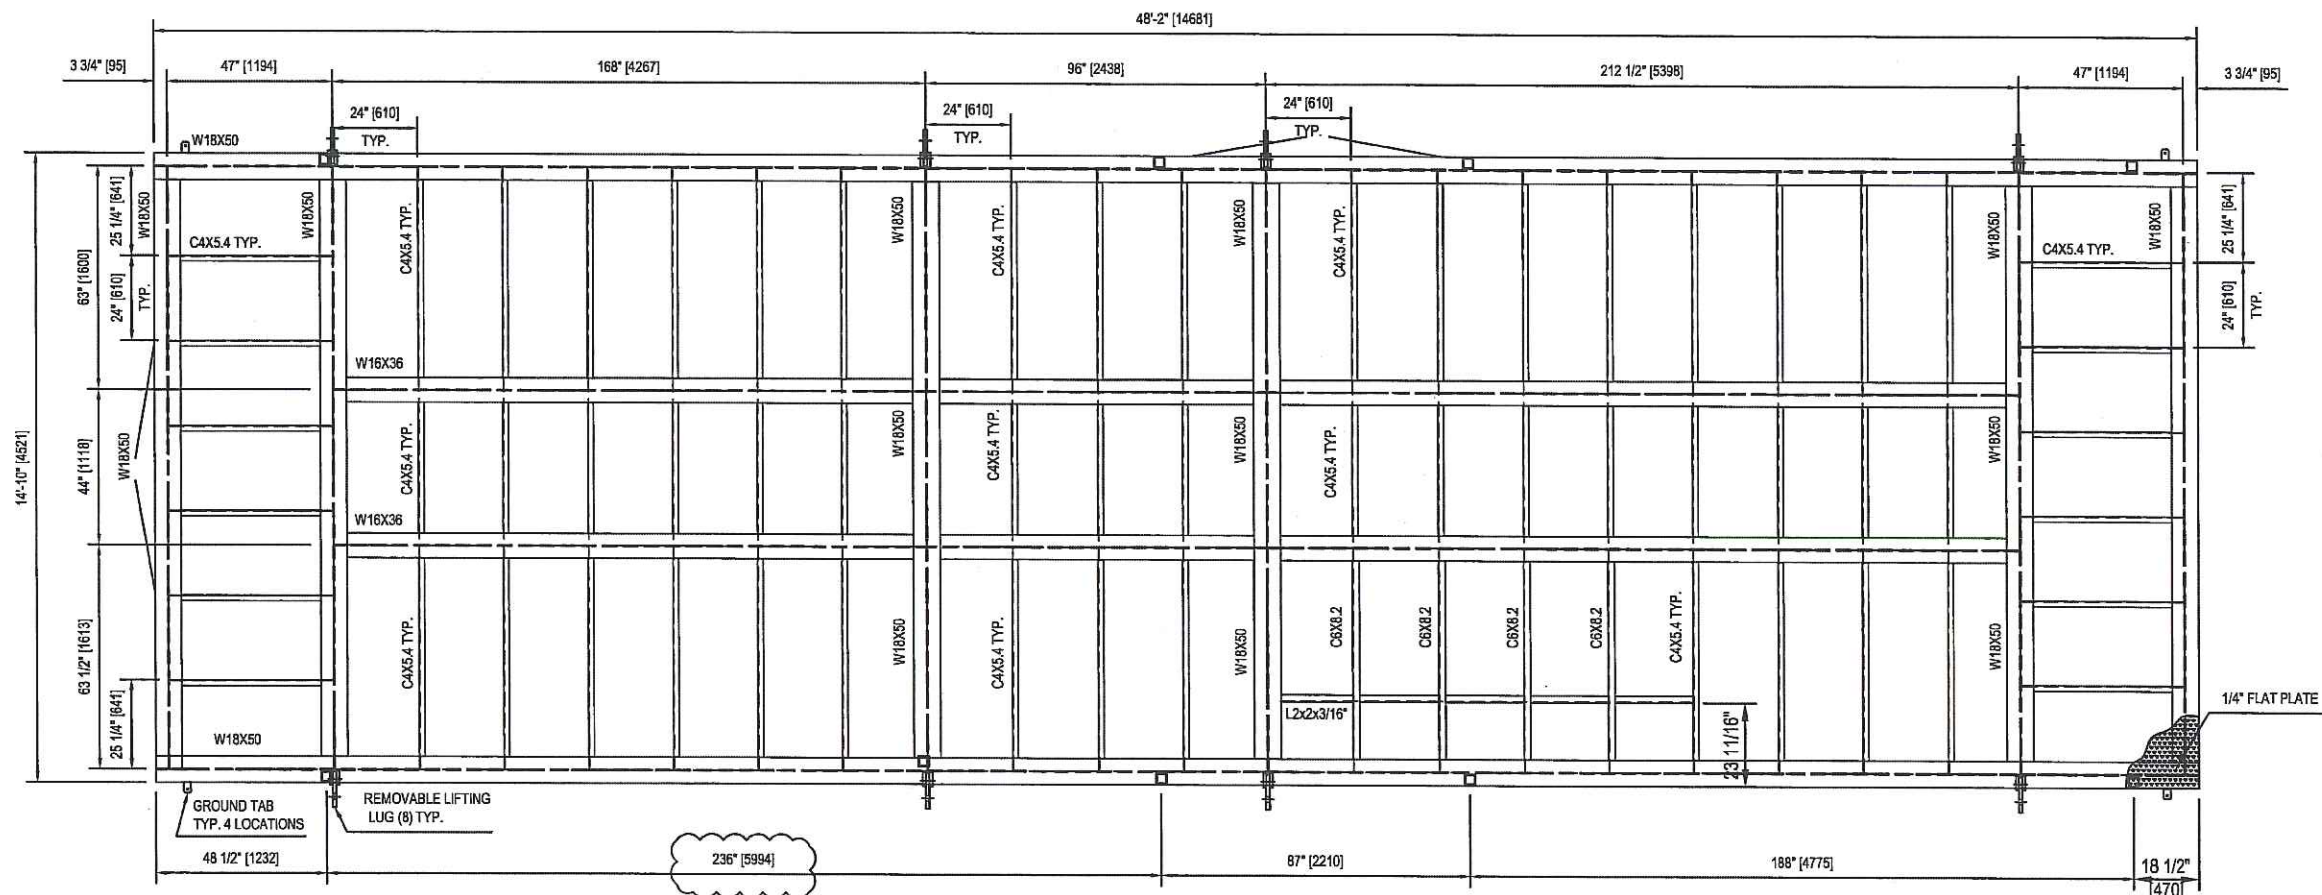 48'-2" [14681]
3 3/4" [95]
47" [1194]
168" [4267]
96" [2438]
212 1/2" [5398]
47" [1194]
3 3/4" [95]
24" [610]
TYP.
24" [610]
TYP.
24" [610]
TYP.
W18X50
14'-10" [4521]
63" [1600]
44" [1118]
63 1/2" [1613]
25 1/4" [641]
24" [610]
TYP.
25 1/4" [641]
W18X50
W18X50
W18X50
C4X5.4 TYP.
C4X5.4 TYP.
W18X50
C4X5.4 TYP.
W18X50
C4X5.4 TYP.
W18X50
C4X5.4 TYP.
W18X50
25 1/4" [641]
24" [610]
TYP.
W16X36
C4X5.4 TYP.
W18X50
C4X5.4 TYP.
W18X50
C4X5.4 TYP.
W18X50
W16X36
C4X5.4 TYP.
W18X50
C4X5.4 TYP.
W18X50
C6X8.2
C6X8.2
C6X8.2
C6X8.2
C4X5.4 TYP.
W18X50
L2x2x3/16"
23 11/16"
1/4" FLAT PLATE
W18X50
GROUND TAB
TYP. 4 LOCATIONS
REMOVABLE LIFTING
LUG (8) TYP.
48 1/2" [1232]
236" [5994]
87" [2210]
188" [4775]
18 1/2"
[470]